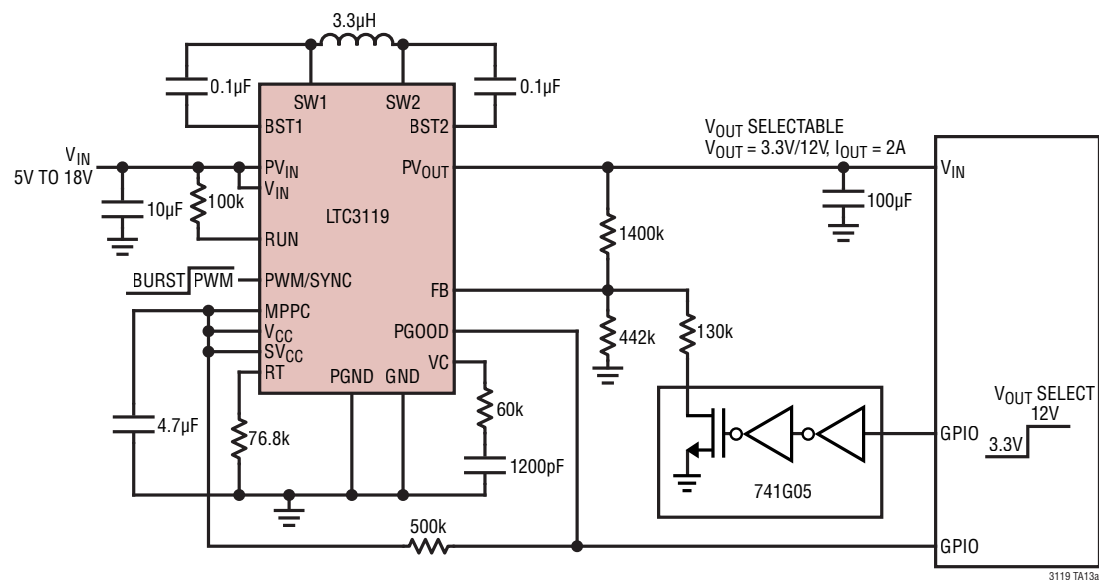 3.3µH
0.1µF
0.1µF
SW1
SW2
BST1
BST2
V_OUT SELECTABLE
V_OUT = 3.3V/12V, I_OUT = 2A
V_IN
5V TO 18V
PV_IN
V_IN
PV_OUT
V_IN
10µF
100k
LTC3119
1400k
100µF
RUN
BURST
PWM
PWM/SYNC
FB
MPPC
V_CC
SV_CC
RT
PGOOD
VC
442k
130k
PGND
GND
4.7µF
76.8k
60k
1200pF
V_OUT SELECT
12V
3.3V
GPIO
741G05
500k
GPIO
3119 TA13a